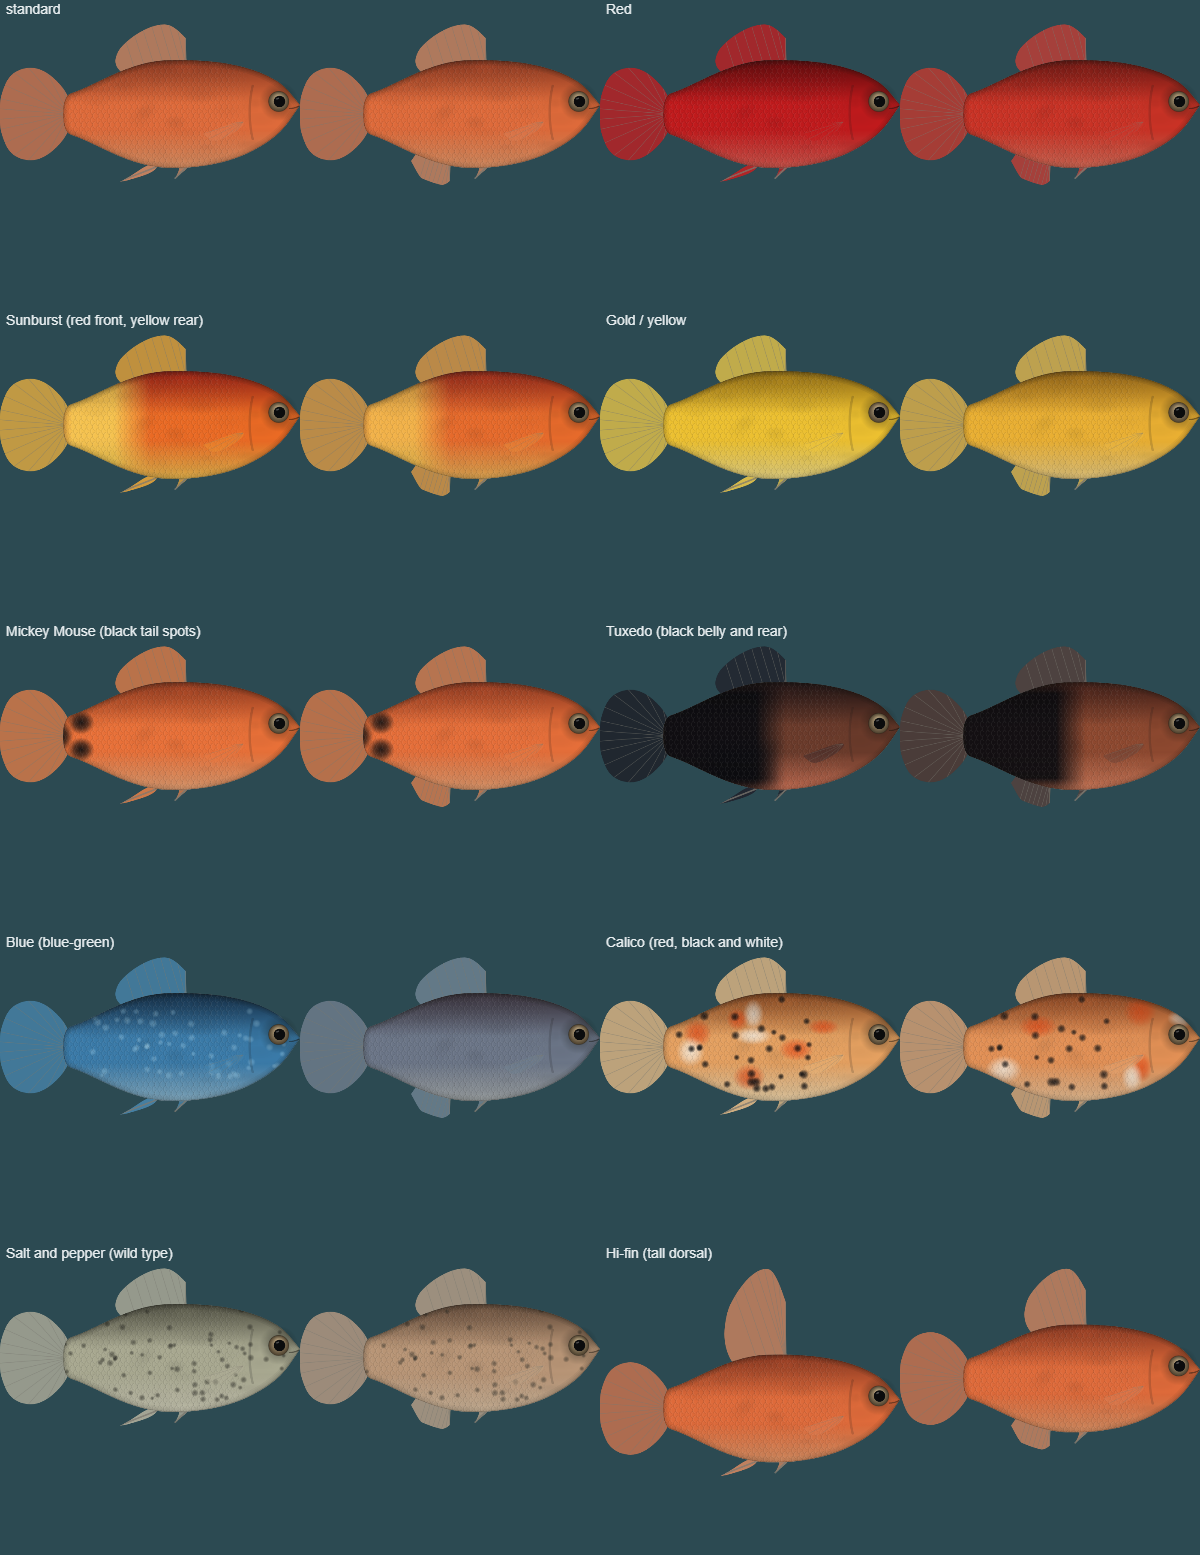 standard
Red
Sunburst (red front, yellow rear)
Gold / yellow
Mickey Mouse (black tail spots)
Tuxedo (black belly and rear)
Blue (blue-green)
Calico (red, black and white)
Salt and pepper (wild type)
Hi-fin (tall dorsal)